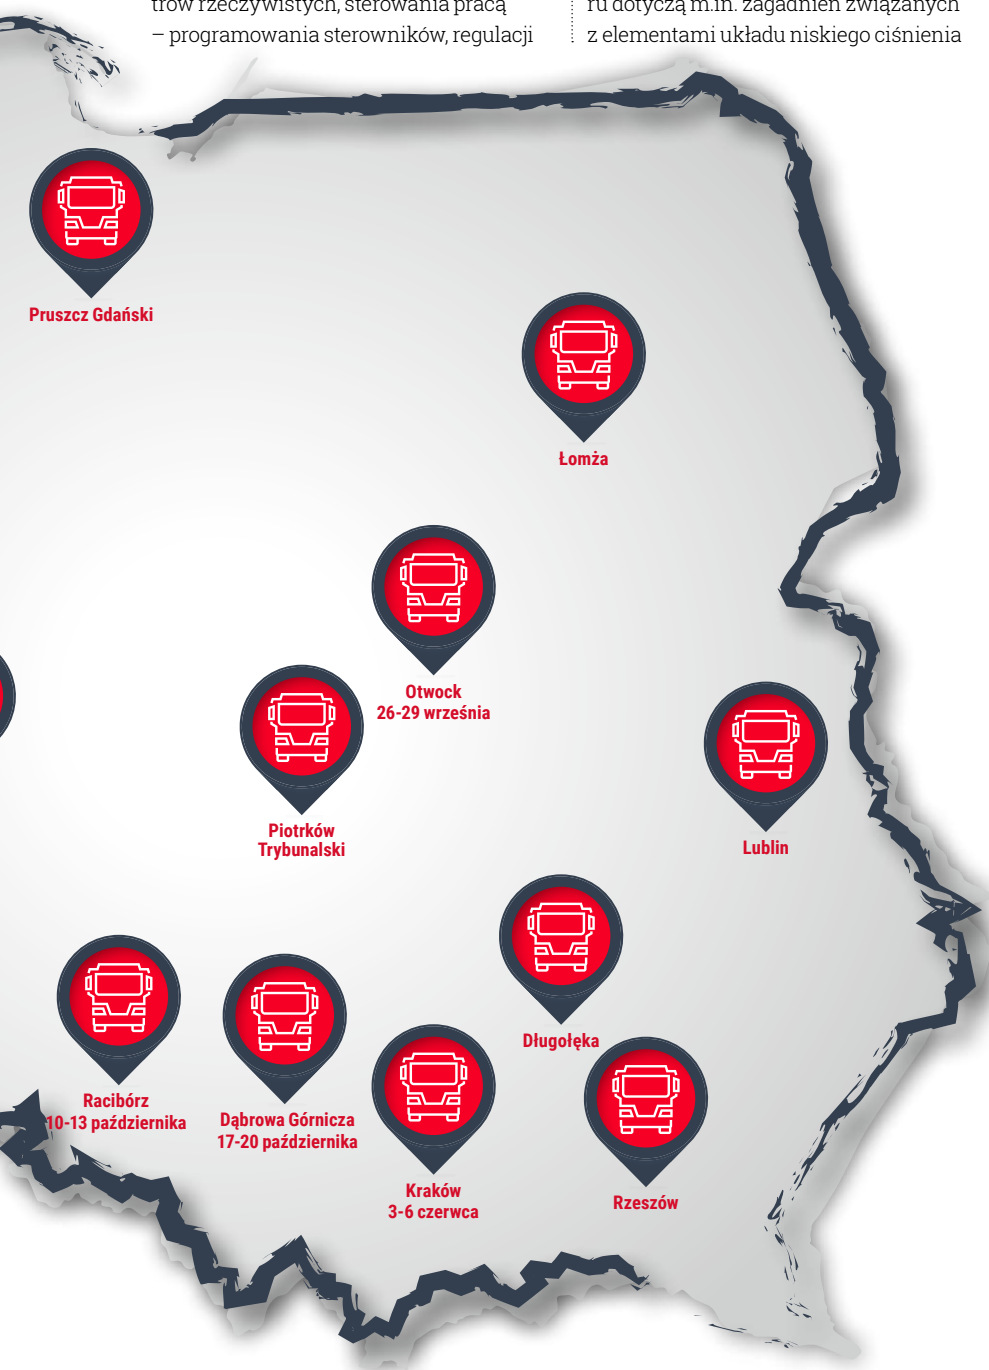 trów rzeczywistych, sterowania pracą
– programowania sterowników, regulacji
ru dotyczą m.in. zagadnień związanych
z elementami układu niskiego ciśnienia
Pruszcz Gdański
Łomża
Otwock
26-29 września
Piotrków
Trybunalski
Lublin
Długołęka
Racibórz
10-13 października
Dąbrowa Górnicza
17-20 października
Kraków
3-6 czerwca
Rzeszów